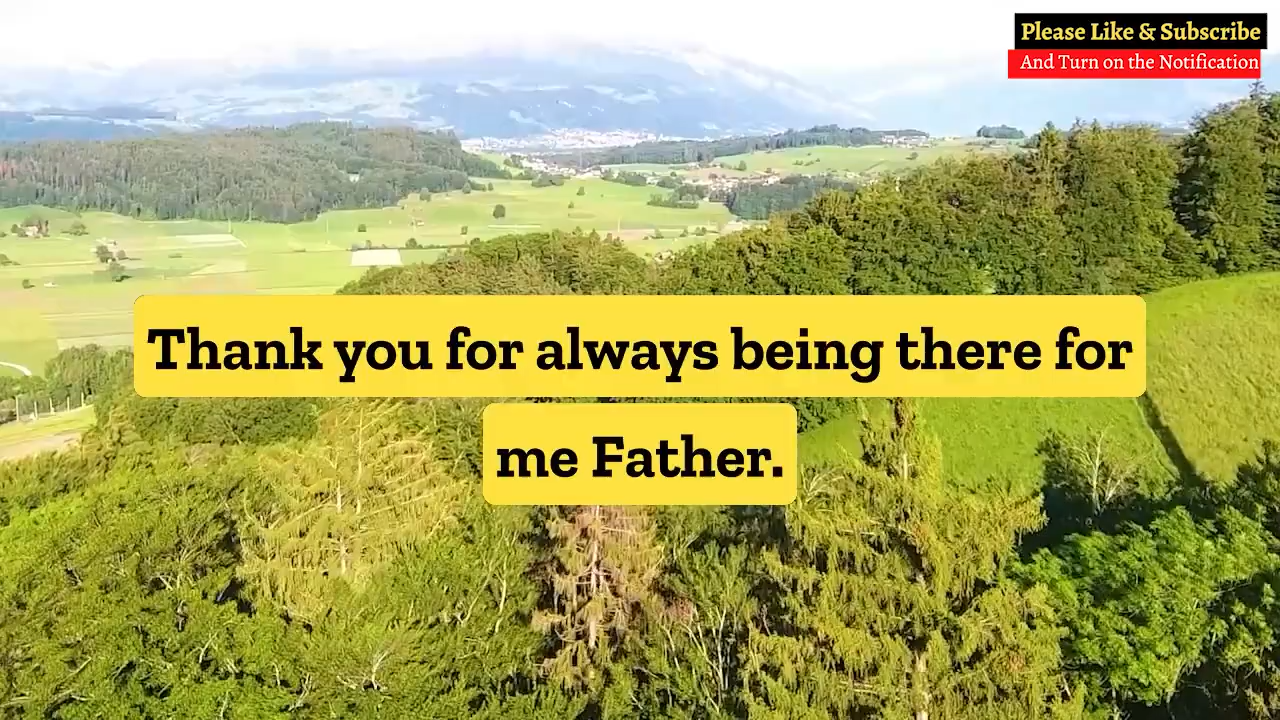 Please Like & Subscribe
And Turn on the Notification
Thank you for always being there for
me Father.